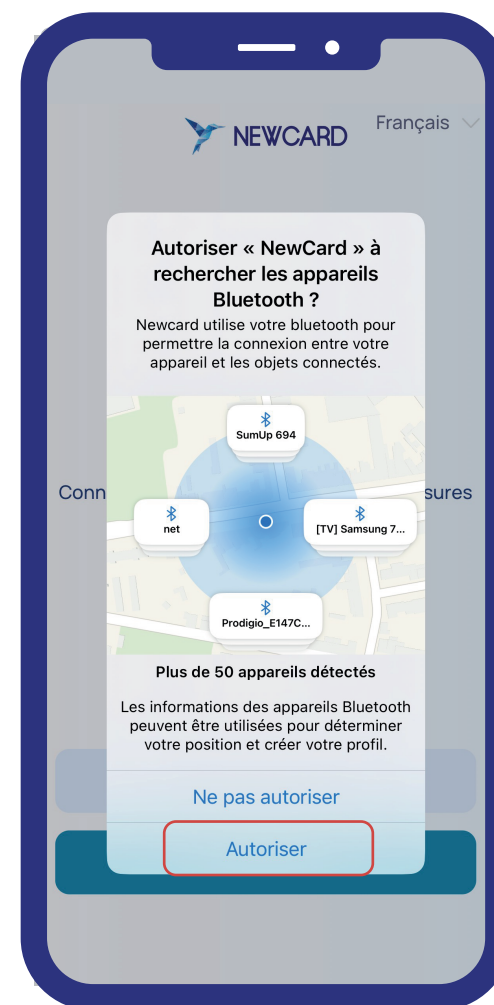 Français
NEWCARD
Autoriser « NewCard » à
rechercher les appareils
Bluetooth ?
Newcard utilise votre bluetooth pour
permettre la connexion entre votre
appareil et les objets connectés.
SumUp 694
Conn
sures
net
[TV] Samsung 7...
Prodigio_E147C...
Plus de 50 appareils détectés
Les informations des appareils Bluetooth
peuvent être utilisées pour déterminer
votre position et créer votre profil.
Ne pas autoriser
Autoriser